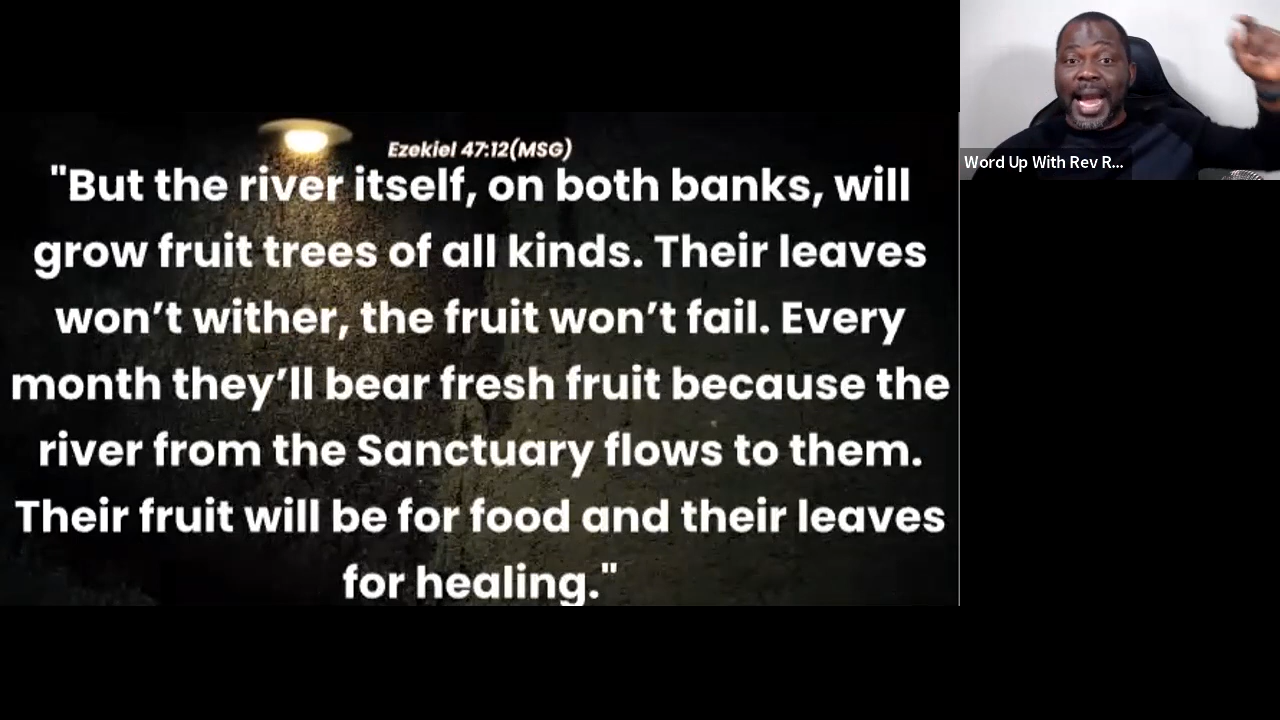 Ezekiel 47:12(MSG)
"But the river itself, on both banks, will
grow fruit trees of all kinds. Their leaves
won’t wither, the fruit won’t fail. Every
month they’ll bear fresh fruit because the
river from the Sanctuary flows to them.
Their fruit will be for food and their leaves
for healing."
Word Up With Rev R...